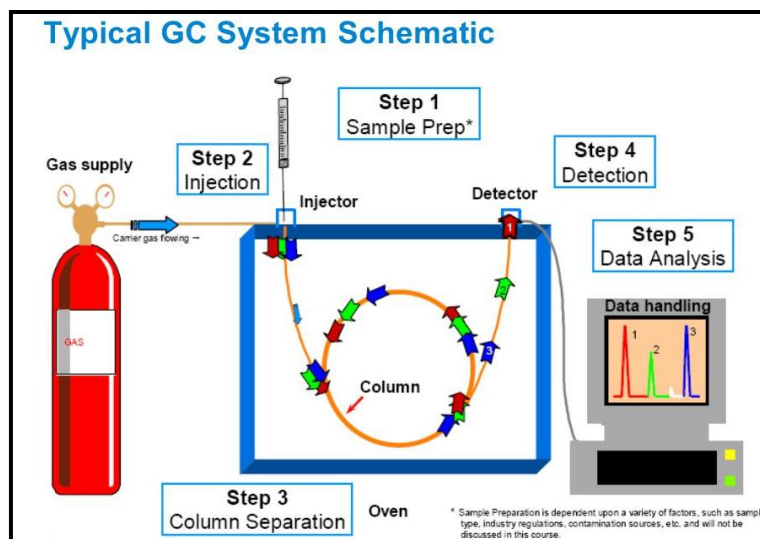 Typical GC System Schematic
Step 1
Sample Prep*
Step 2
Injection
Step 4
Detection
Gas supply
Injector
Detector
Carrier gas flowing →
1
Step 5
Data Analysis
2
Data handling
1
2
3
3
GAS
Column
Step 3
Column Separation
Oven
* Sample Preparation is dependent upon a variety of factors, such as sampl
type, industry regulations, contamination sources, etc. and will not be
discussed in this course.